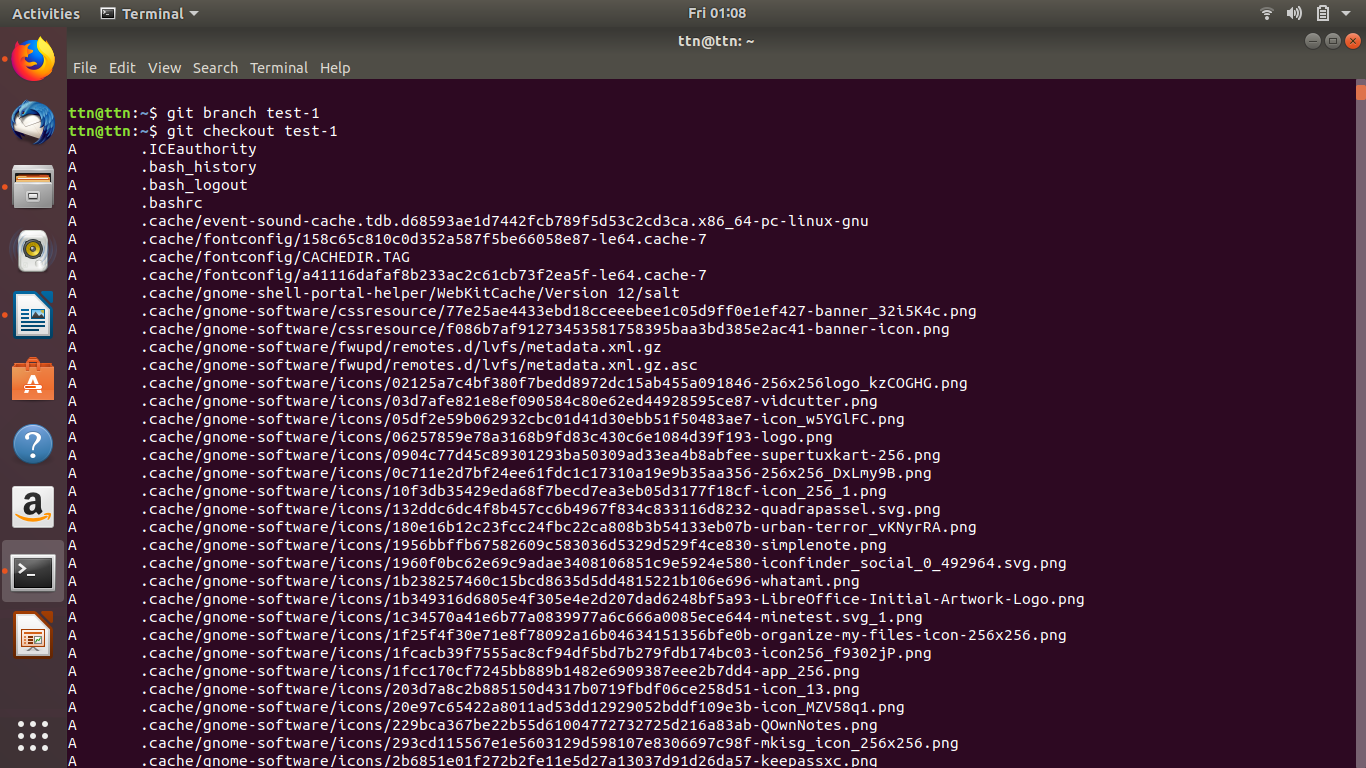 Activities Terminal Fri 01:08
ttn@ttn: ~
File Edit View Search Terminal Help
ttn@ttn:~$ git branch test-1
ttn@ttn:~$ git checkout test-1
A .ICEauthority
A .bash_history
A .bash_logout
A .bashrc
A .cache/event-sound-cache.tdb.d68593ae1d7442fcb789f5d53c2cd3ca.x86_64-pc-linux-gnu
A .cache/fontconfig/158c65c810c0d352a587f5be66058e87-le64.cache-7
A .cache/fontconfig/CACHEDIR.TAG
A .cache/fontconfig/a41116dafaf8b233ac2c61cb73f2ea5f-le64.cache-7
A .cache/gnome-shell-portal-helper/WebKitCache/Version 12/salt
A .cache/gnome-software/cssresource/77e25ae4433ebd18cceeebee1c05d9ff0e1ef427-banner_32i5K4c.png
A .cache/gnome-software/cssresource/f086b7af91273453581758395baa3bd385e2ac41-banner-icon.png
A .cache/gnome-software/fwupd/remotes.d/lvfs/metadata.xml.gz
A .cache/gnome-software/fwupd/remotes.d/lvfs/metadata.xml.gz.asc
A .cache/gnome-software/icons/02125a7c4bf380f7bedd8972dc15ab455a091846-256x256logo_kzCOGHG.png
A .cache/gnome-software/icons/03d7afe821e8ef090584c80e62ed44928595ce87-vidcutter.png
A .cache/gnome-software/icons/05df2e59b062932cbc01d41d30ebb51f50483ae7-icon_w5YGlFC.png
A .cache/gnome-software/icons/06257859e78a3168b9fd83c430c6e1084d39f193-logo.png
A .cache/gnome-software/icons/0904c77d45c89301293ba50309ad33ea4b8abfee-supertuxkart-256.png
A .cache/gnome-software/icons/0c711e2d7bf24ee61fdc1c17310a19e9b35aa356-256x256_DxLmy9B.png
A .cache/gnome-software/icons/10f3db35429eda68f7becd7ea3eb05d3177f18cf-icon_256_1.png
A .cache/gnome-software/icons/132ddc6dc4f8b457cc6b4967f834c833116d8232-quadrapassel.svg.png
A .cache/gnome-software/icons/180e16b12c23fcc24fbc22ca808b3b54133eb07b-urban-terror_vKNyrRA.png
A .cache/gnome-software/icons/1956bbffb67582609c583036d5329d529f4ce830-simplenote.png
A .cache/gnome-software/icons/1960f0bc62e69c9adae3408106851c9e5924e580-iconfinder_social_0_492964.svg.png
A .cache/gnome-software/icons/1b238257460c15bcd8635d5dd4815221b106e696-whatami.png
A .cache/gnome-software/icons/1b349316d6805e4f305e4e2d207dad6248bf5a93-LibreOffice-Initial-Artwork-Logo.png
A .cache/gnome-software/icons/1c34570a41e6b77a0839977a6c666a0085ece644-minetest.svg_1.png
A .cache/gnome-software/icons/1f25f4f30e71e8f78092a16b04634151356bfe0b-organize-my-files-icon-256x256.png
A .cache/gnome-software/icons/1fcacb39f7555ac8cf94df5bd7b279fdb174bc03-icon256_f9302jP.png
A .cache/gnome-software/icons/1fcc170cf7245bb889b1482e6909387eee2b7dd4-app_256.png
A .cache/gnome-software/icons/203d7a8c2b885150d4317b0719fbdf06ce258d51-icon_13.png
A .cache/gnome-software/icons/20e97c65422a8011ad53dd12929052bddf109e3b-icon_MZV58q1.png
A .cache/gnome-software/icons/229bca367be22b55d61004772732725d216a83ab-QOwnNotes.png
A .cache/gnome-software/icons/293cd115567e1e5603129d598107e8306697c98f-mkisg_icon_256x256.png
A .cache/gnome-software/icons/2b6851e01f272b2fe11e5d27a13037d91d26da57-keepassxc.png